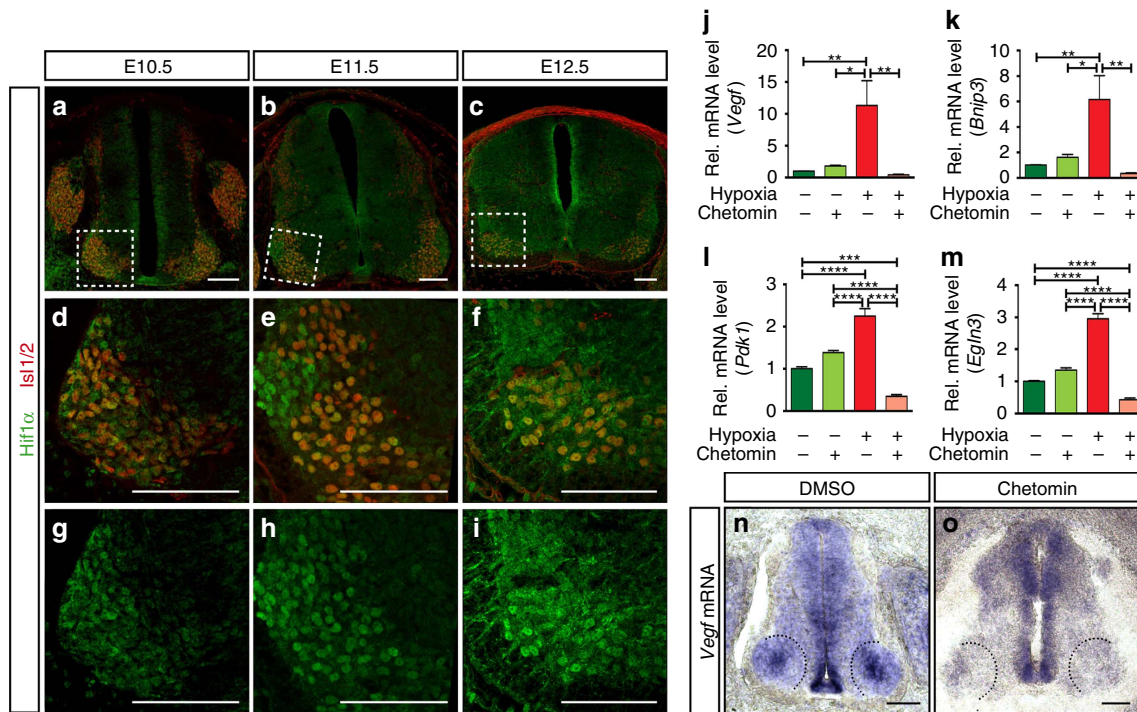 E10.5
E11.5
E12.5
Hif1α Isl1/2
a
b
c
d
e
f
g
h
i
j
Rel. mRNA level
(Vegf)
20
15
10
5
0
**
* **
Hypoxia − − + +
Chetomin − + − +
k
Rel. mRNA level
(Bnip3)
10
8
6
4
2
0
**
* **
− − + +
− + − +
l
Rel. mRNA level
(Pdk1)
3
2
1
0
***
****
****
**** ****
Hypoxia − − + +
Chetomin − + − +
m
Rel. mRNA level
(Egln3)
4
3
2
1
0
****
****
****
**** ****
− − + +
− + − +
DMSO
Chetomin
Vegf mRNA
n
o